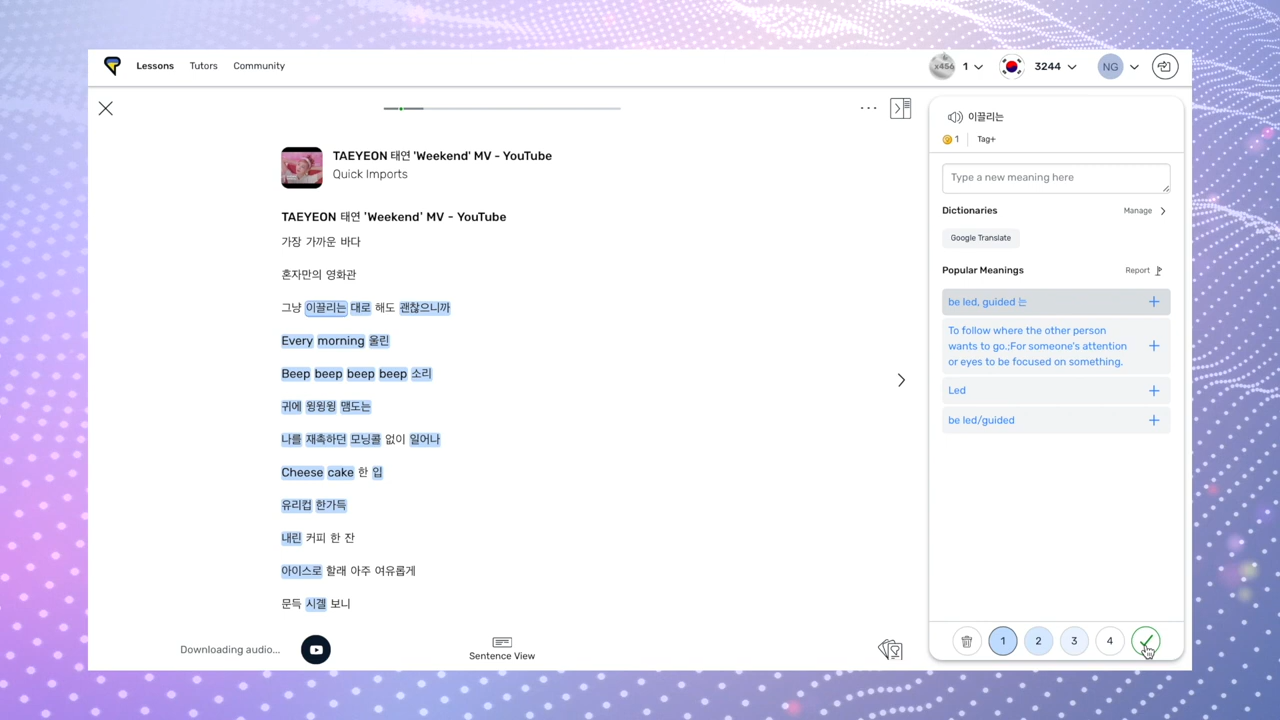 Lessons Tutors Community x456 1 3244 NG
TAEYEON 태연 'Weekend' MV - YouTube
Quick Imports
TAEYEON 태연 'Weekend' MV - YouTube
가장 가까운 바다
혼자만의 영화관
그냥 이끌리는 대로 해도 괜찮으니까
Every morning 울린
Beep beep beep beep 소리
귀에 윙윙윙 맴도는
나를 재촉하던 모닝콜 없이 일어나
Cheese cake 한 입
유리컵 한가득
내린 커피 한 잔
아이스로 할래 아주 여유롭게
문득 시곌 보니
Downloading audio...
Sentence View
이끌리는
1 Tag+
Type a new meaning here
Dictionaries Manage
Google Translate
Popular Meanings Report
be led, guided 는 +
To follow where the other person
wants to go.;For someone's attention +
or eyes to be focused on something.
Led +
be led/guided +
1 2 3 4